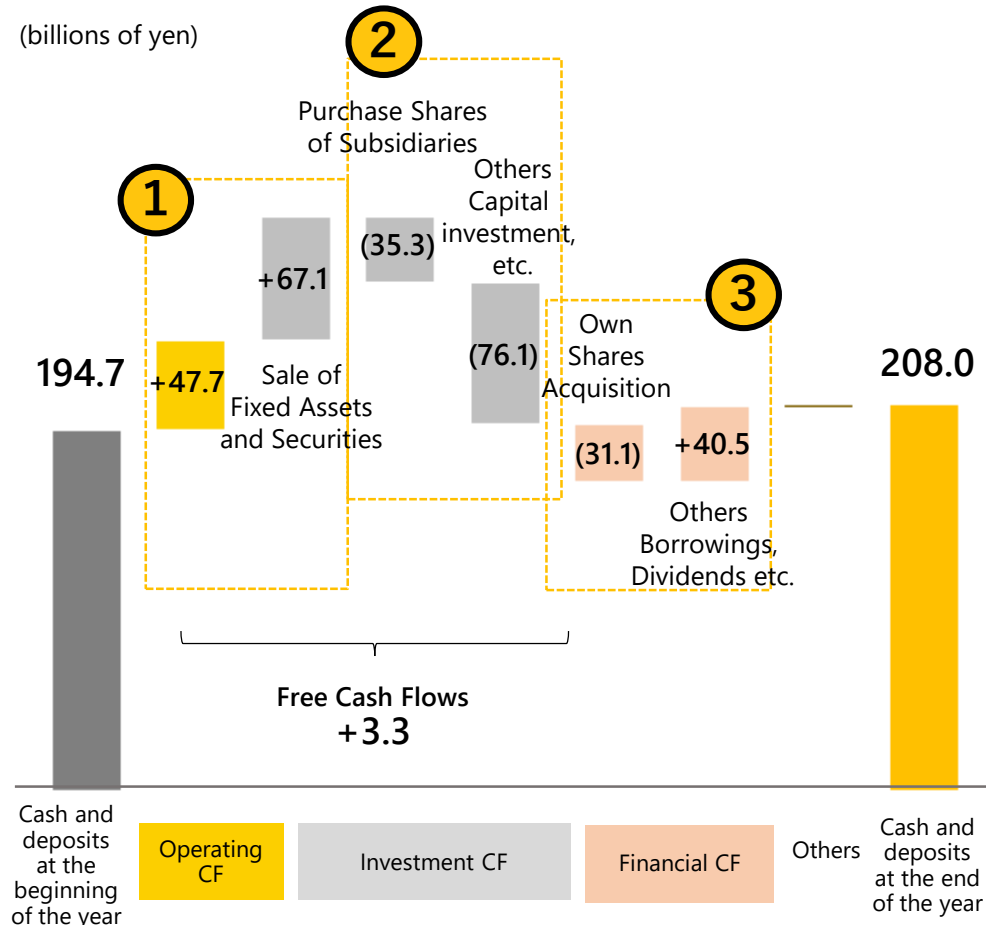 (billions of yen)
2
Purchase Shares
of Subsidiaries
Others
Capital
investment,
etc.
1
+67.1
(35.3)
3
Own
Shares
Acquisition
194.7
+47.7
Sale of
Fixed Assets
and Securities
(76.1)
208.0
(31.1)
+40.5
Others
Borrowings,
Dividends etc.
Free Cash Flows
+3.3
Cash and
deposits
at the
beginning
of the year
Operating
CF
Investment CF
Financial CF
Others
Cash and
deposits
at the end
of the year